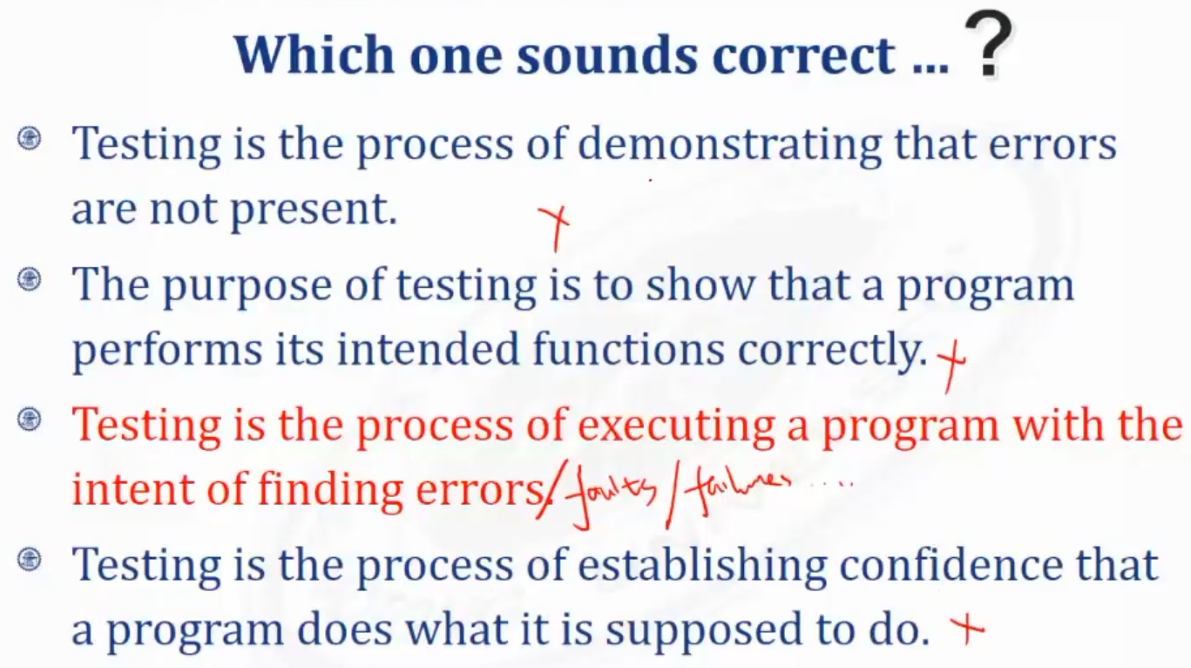 Which one sounds correct ... ?
Testing is the process of demonstrating that errors
are not present.
The purpose of testing is to show that a program
performs its intended functions correctly.
Testing is the process of executing a program with the
intent of finding errors. / faults / failures ....
Testing is the process of establishing confidence that
a program does what it is supposed to do.